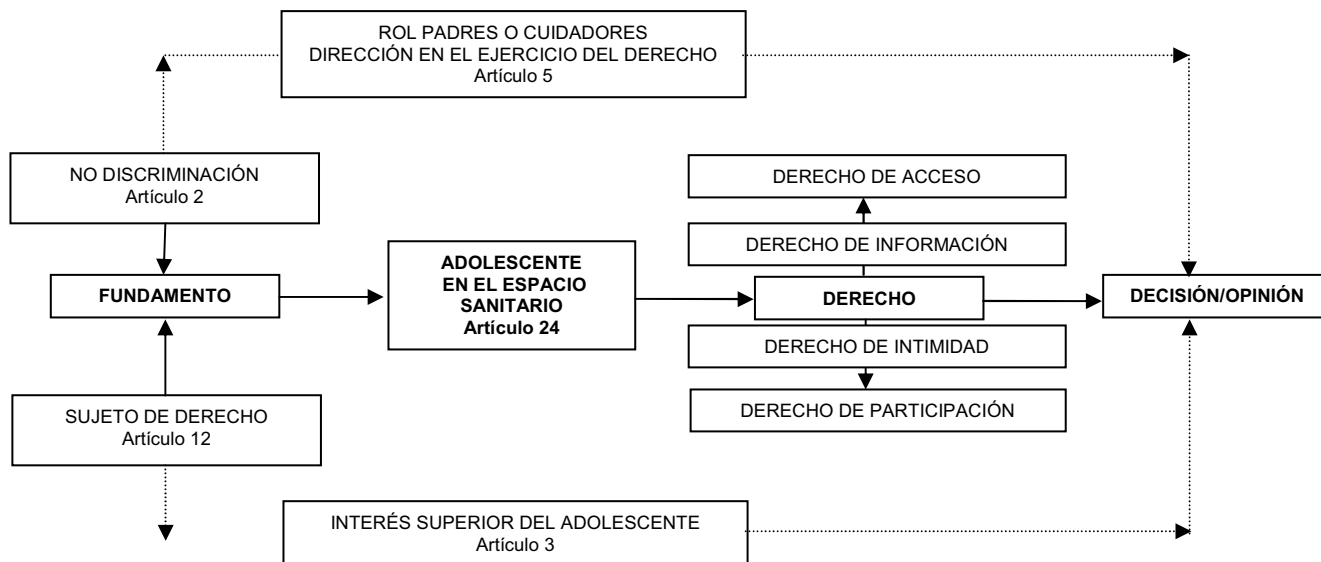 ROL PADRES O CUIDADORES
DIRECCIÓN EN EL EJERCICIO DEL DERECHO
Artículo 5
NO DISCRIMINACIÓN
Artículo 2
DERECHO DE ACCESO
DERECHO DE INFORMACIÓN
FUNDAMENTO
ADOLESCENTE
EN EL ESPACIO
SANITARIO
Artículo 24
DERECHO
DECISIÓN/OPINIÓN
DERECHO DE INTIMIDAD
DERECHO DE PARTICIPACIÓN
SUJETO DE DERECHO
Artículo 12
INTERÉS SUPERIOR DEL ADOLESCENTE
Artículo 3